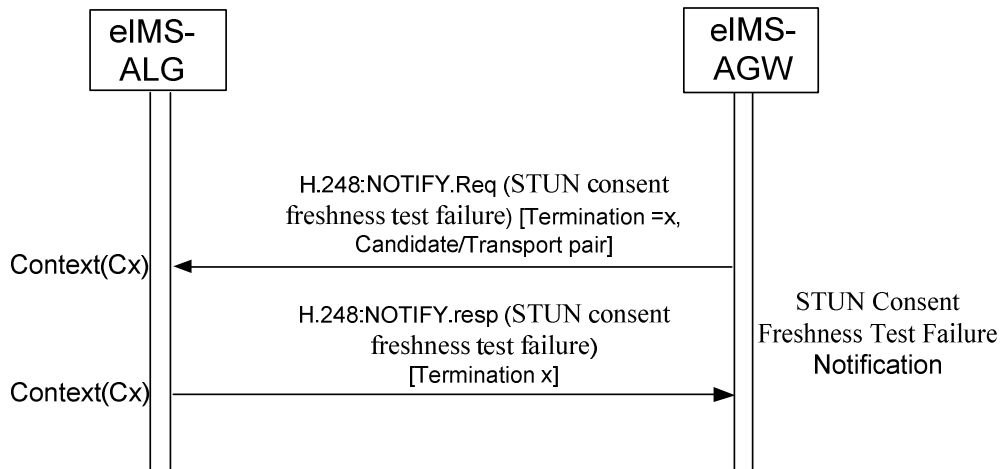 eIMS-
ALG
eIMS-
AGW
H.248:NOTIFY.Req (STUN consent
freshness test failure) [Termination =x,
Candidate/Transport pair]
Context(Cx)
H.248:NOTIFY.resp (STUN consent
freshness test failure)
[Termination x]
Context(Cx)
STUN Consent
Freshness Test Failure
Notification